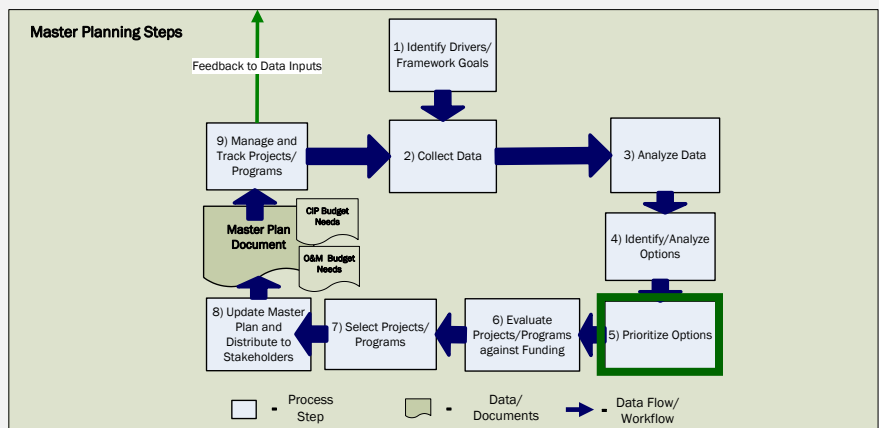 Master Planning Steps
1) Identify Drivers/
Framework Goals
Feedback to Data Inputs
9) Manage and
Track Projects/
Programs
2) Collect Data
3) Analyze Data
CIP Budget
Needs
Master Plan
Document
O&M Budget
Needs
4) Identify/Analyze
Options
8) Update Master
Plan and
Distribute to
Stakeholders
7) Select Projects/
Programs
6) Evaluate
Projects/Programs
against Funding
5) Prioritize Options
- Process
Step
- Data/
Documents
- Data Flow/
Workflow